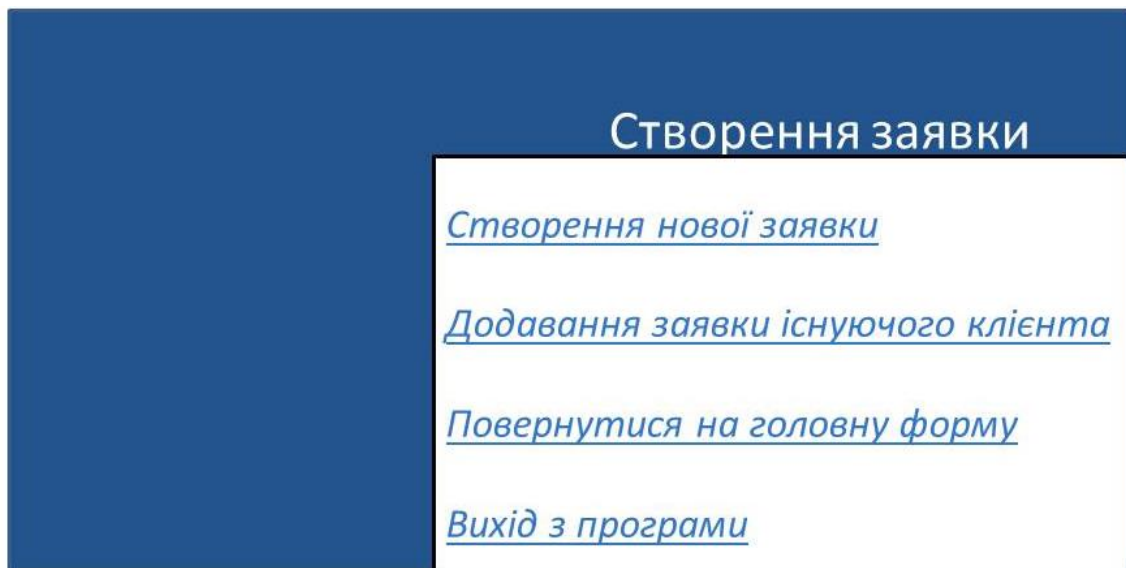 Створення заявки
Створення нової заявки
Додавання заявки існуючого клієнта
Повернутися на головну форму
Вихід з програми